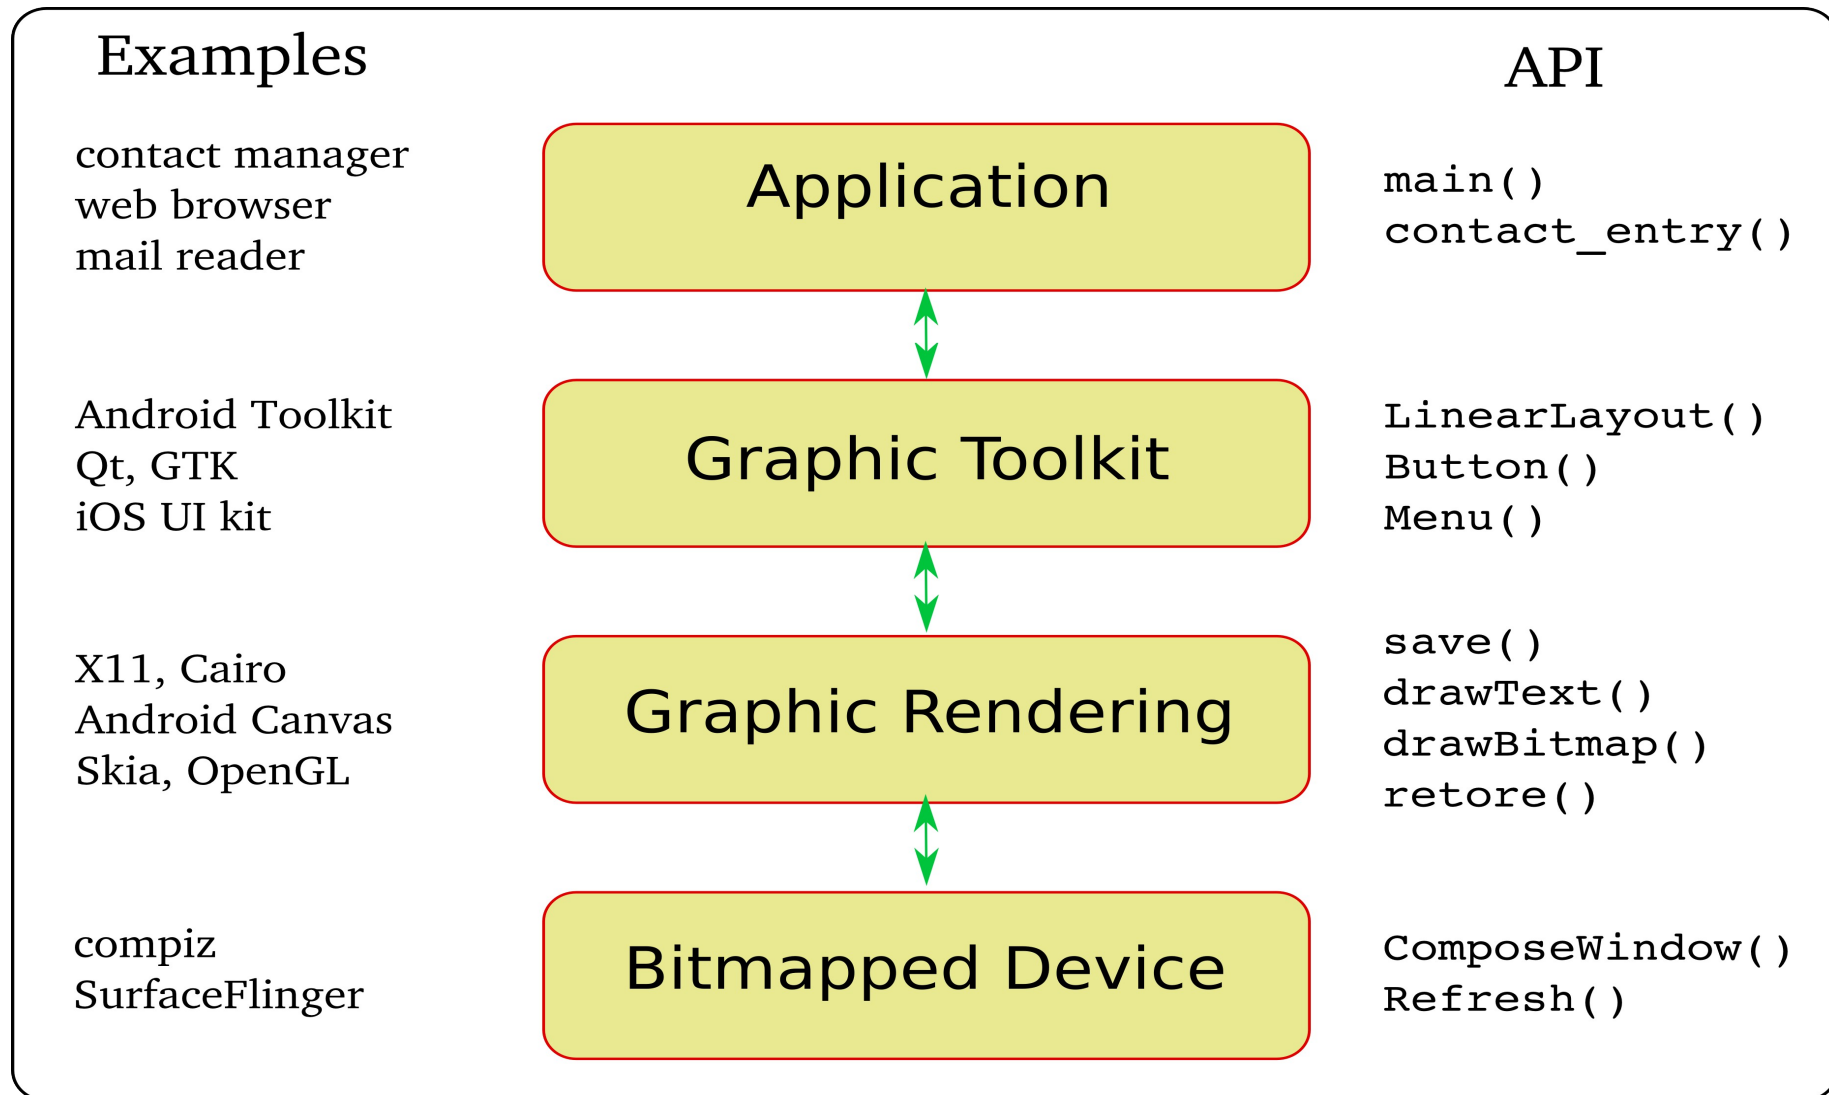 Examples
API
contact manager
web browser
mail reader
Application
main()
contact_entry()
Android Toolkit
Qt, GTK
iOS UI kit
Graphic Toolkit
LinearLayout()
Button()
Menu()
X11, Cairo
Android Canvas
Skia, OpenGL
Graphic Rendering
save()
drawText()
drawBitmap()
retore()
compiz
SurfaceFlinger
Bitmapped Device
ComposeWindow()
Refresh()